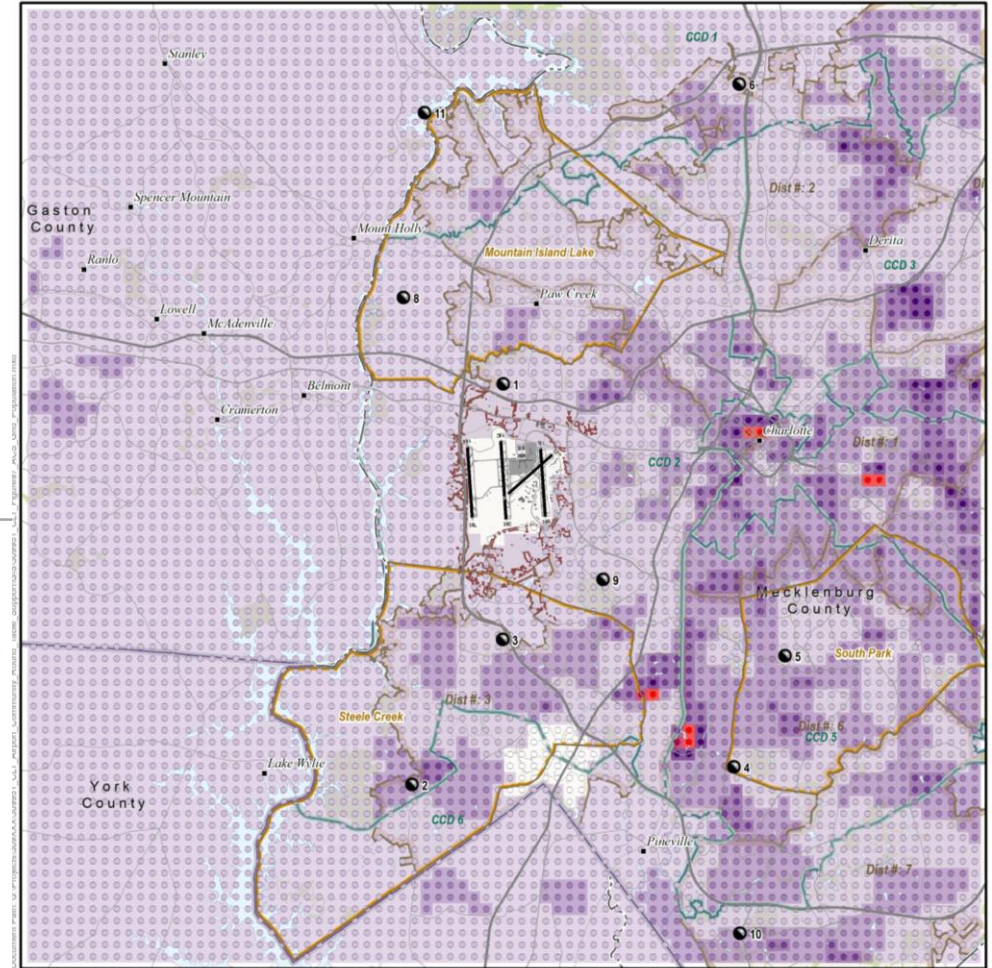 CCD 1
Stanley
6
11
Dist #: 2
Spencer Mountain
Gaston
County
Mount Holly
Derita
Ranlo
Mountain Island Lake
CCD 3
8
Paw Creek
Lowell
McAdenville
1
Belmont
Cramerton
Charlotte
Dist #: 1
CCD 2
9
Mecklenburg
County
3
5
South Park
Dist #: 3
Steele Creek
Dist #: 6
CCD 5
Lake Wylie
4
York
County
2
CCD 6
Pineville
Dist #: 7
10